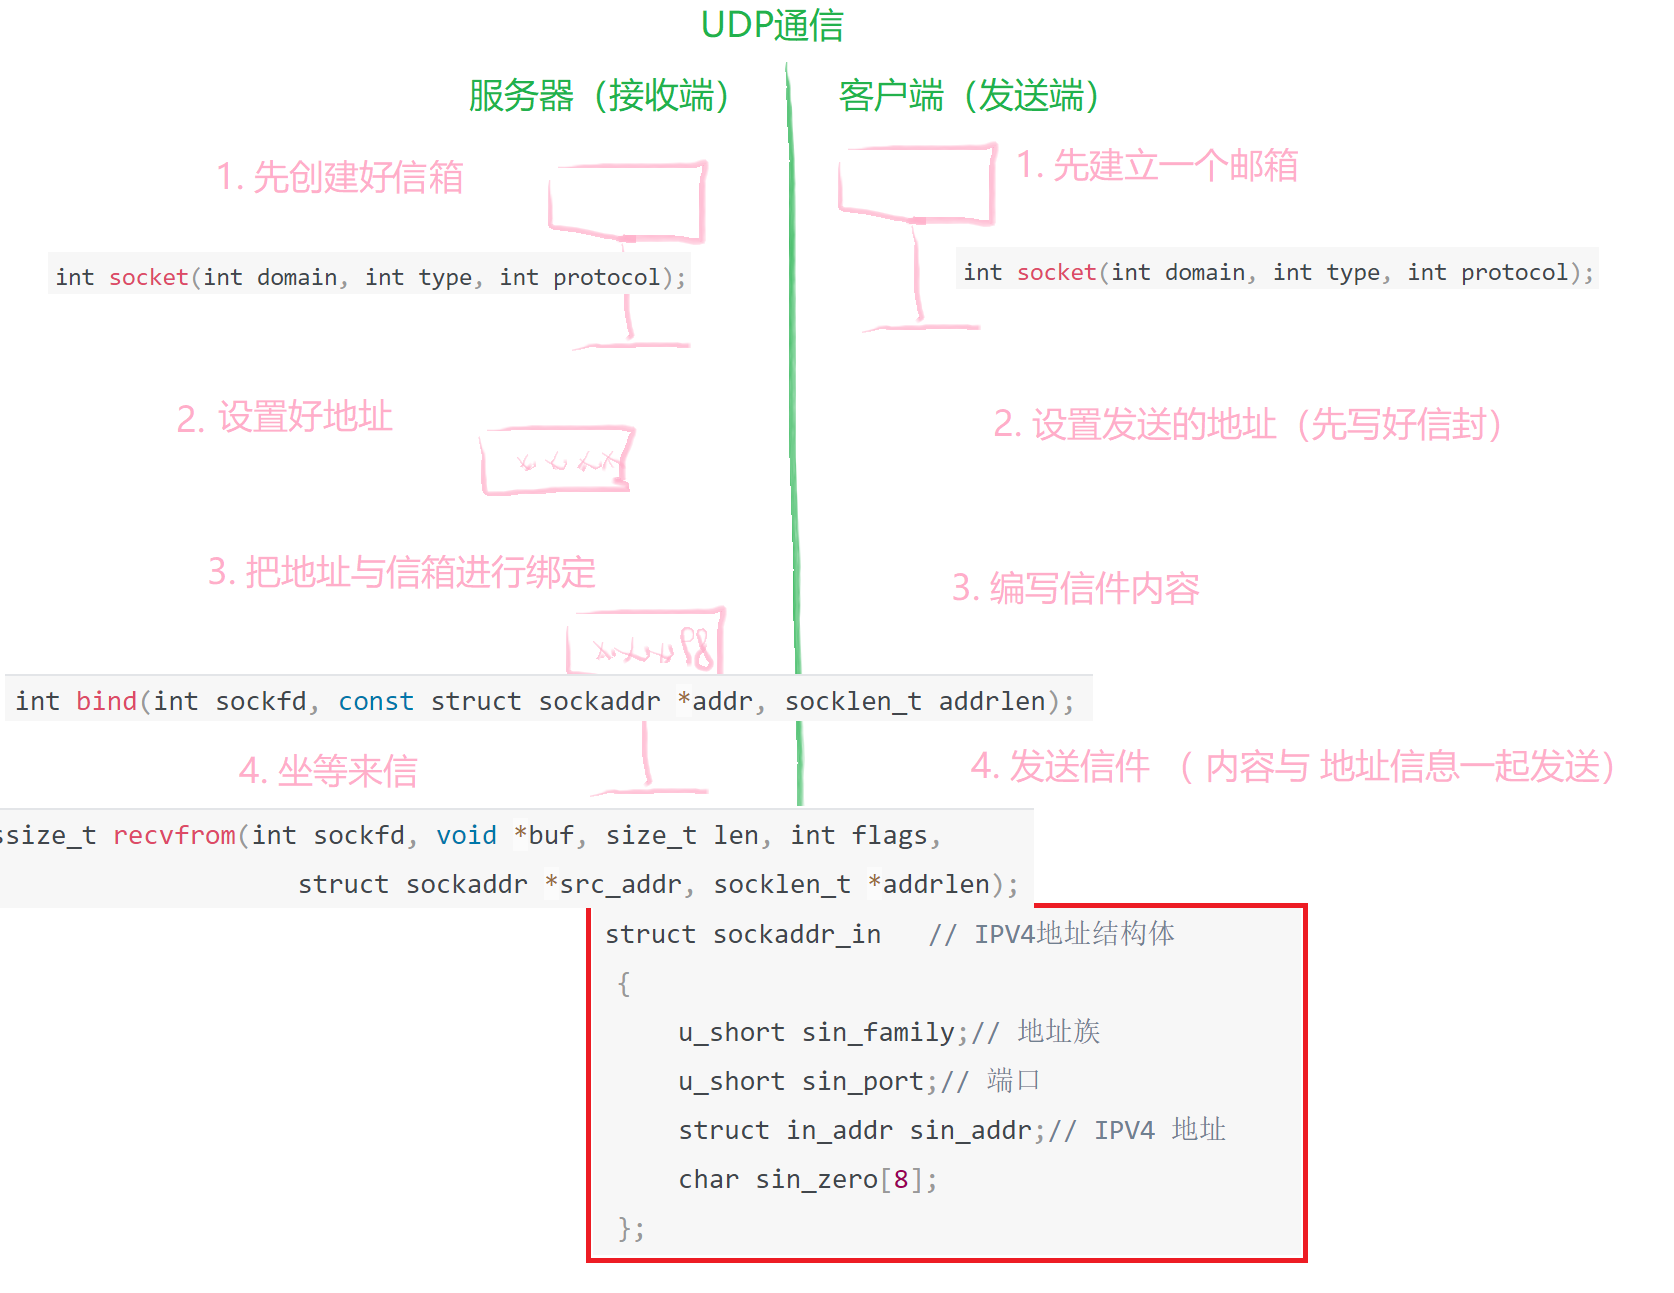 UDP通信
服务器（接收端）
客户端（发送端）
1. 先创建好信箱
1. 先建立一个邮箱
int socket(int domain, int type, int protocol);
int socket(int domain, int type, int protocol);
2. 设置好地址
2. 设置发送的地址（先写好信封）
3. 把地址与信箱进行绑定
3. 编写信件内容
int bind(int sockfd, const struct sockaddr *addr, socklen_t addrlen);
4. 坐等来信
4. 发送信件 （ 内容与 地址信息一起发送）
ssize_t recvfrom(int sockfd, void *buf, size_t len, int flags,
struct sockaddr *src_addr, socklen_t *addrlen);
struct sockaddr_in // IPV4地址结构体
{
u_short sin_family;// 地址族
u_short sin_port;// 端口
struct in_addr sin_addr;// IPV4 地址
char sin_zero[8];
};